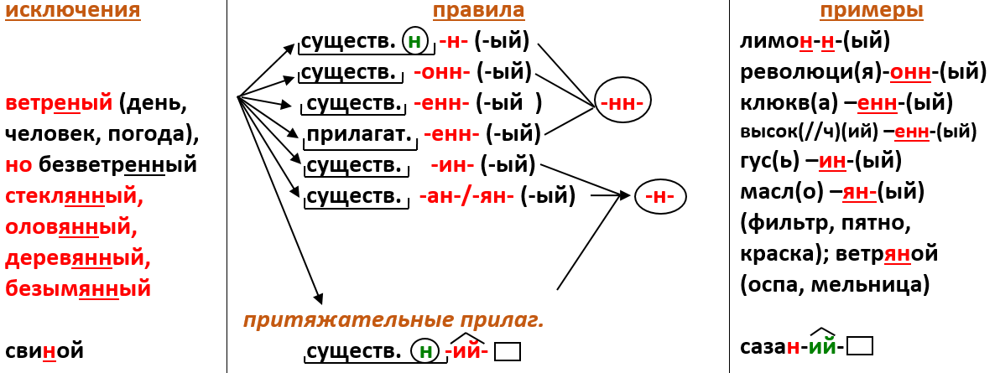 исключения
ветреный (день,
человек, погода),
но безветренный
стеклянный,
оловянный,
деревянный,
безымянный
свиной
правила
существ. н -н- (-ый)
существ. -онн- (-ый)
существ. -енн- (-ый )
прилагат. -енн- (-ый)
существ. -ин- (-ый)
существ. -ан-/-ян- (-ый)
-нн-
-н-
притяжательные прилаг.
существ. н -ий-
примеры
лимон-н-(ый)
революци(я)-онн-(ый)
клюкв(а) –енн-(ый)
высок(//ч)(ий) –енн-(ый)
гус(ь) –ин-(ый)
масл(о) –ян-(ый)
(фильтр, пятно,
краска); ветряной
(оспа, мельница)
сазан-ий-